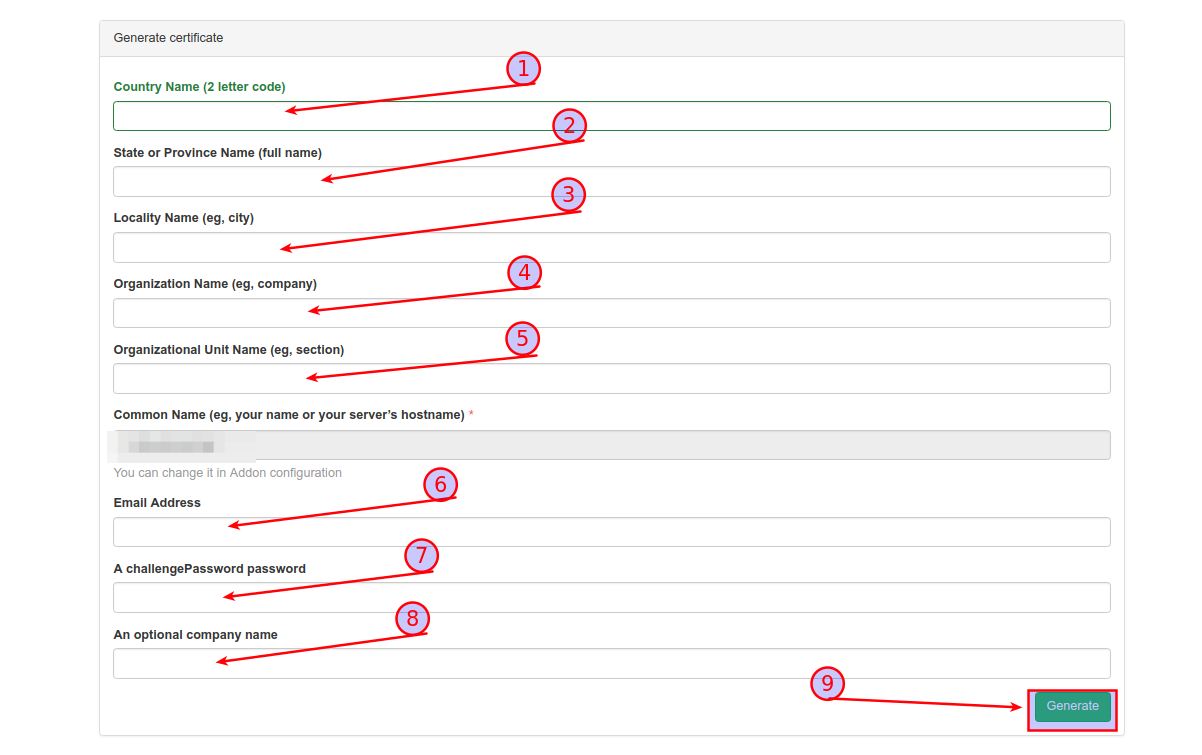 Generate certificate
1
Country Name (2 letter code)
2
State or Province Name (full name)
3
Locality Name (eg, city)
4
Organization Name (eg, company)
5
Organizational Unit Name (eg, section)
Common Name (eg, your name or your server’s hostname) *
You can change it in Addon configuration
6
Email Address
7
A challengePassword password
8
An optional company name
9
Generate